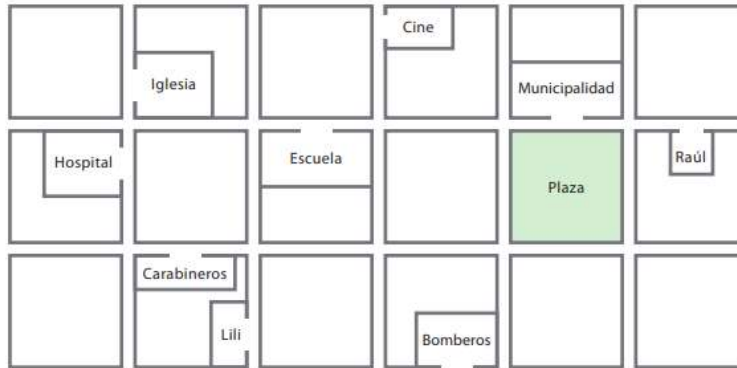 Cine
Iglesia
Municipalidad
Hospital
Escuela
Plaza
Raúl
Carabineros
Lili
Bomberos